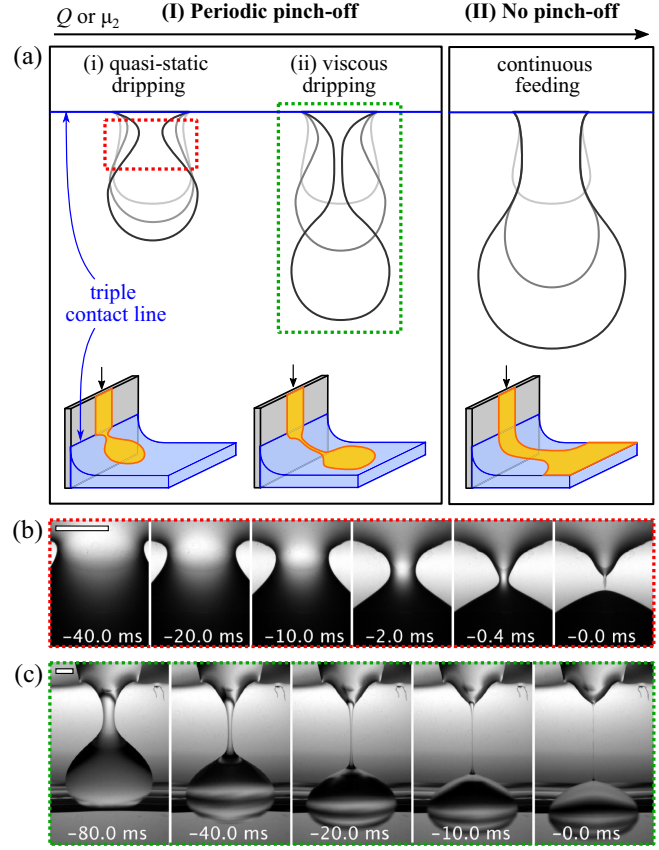 Q or μ₂
(I) Periodic pinch-off
(II) No pinch-off
(a)
(i) quasi-static
dripping
(ii) viscous
dripping
continuous
feeding
triple
contact line
(b)
−40.0 ms
−20.0 ms
−10.0 ms
−2.0 ms
−0.4 ms
−0.0 ms
(c)
−80.0 ms
−40.0 ms
−20.0 ms
−10.0 ms
−0.0 ms